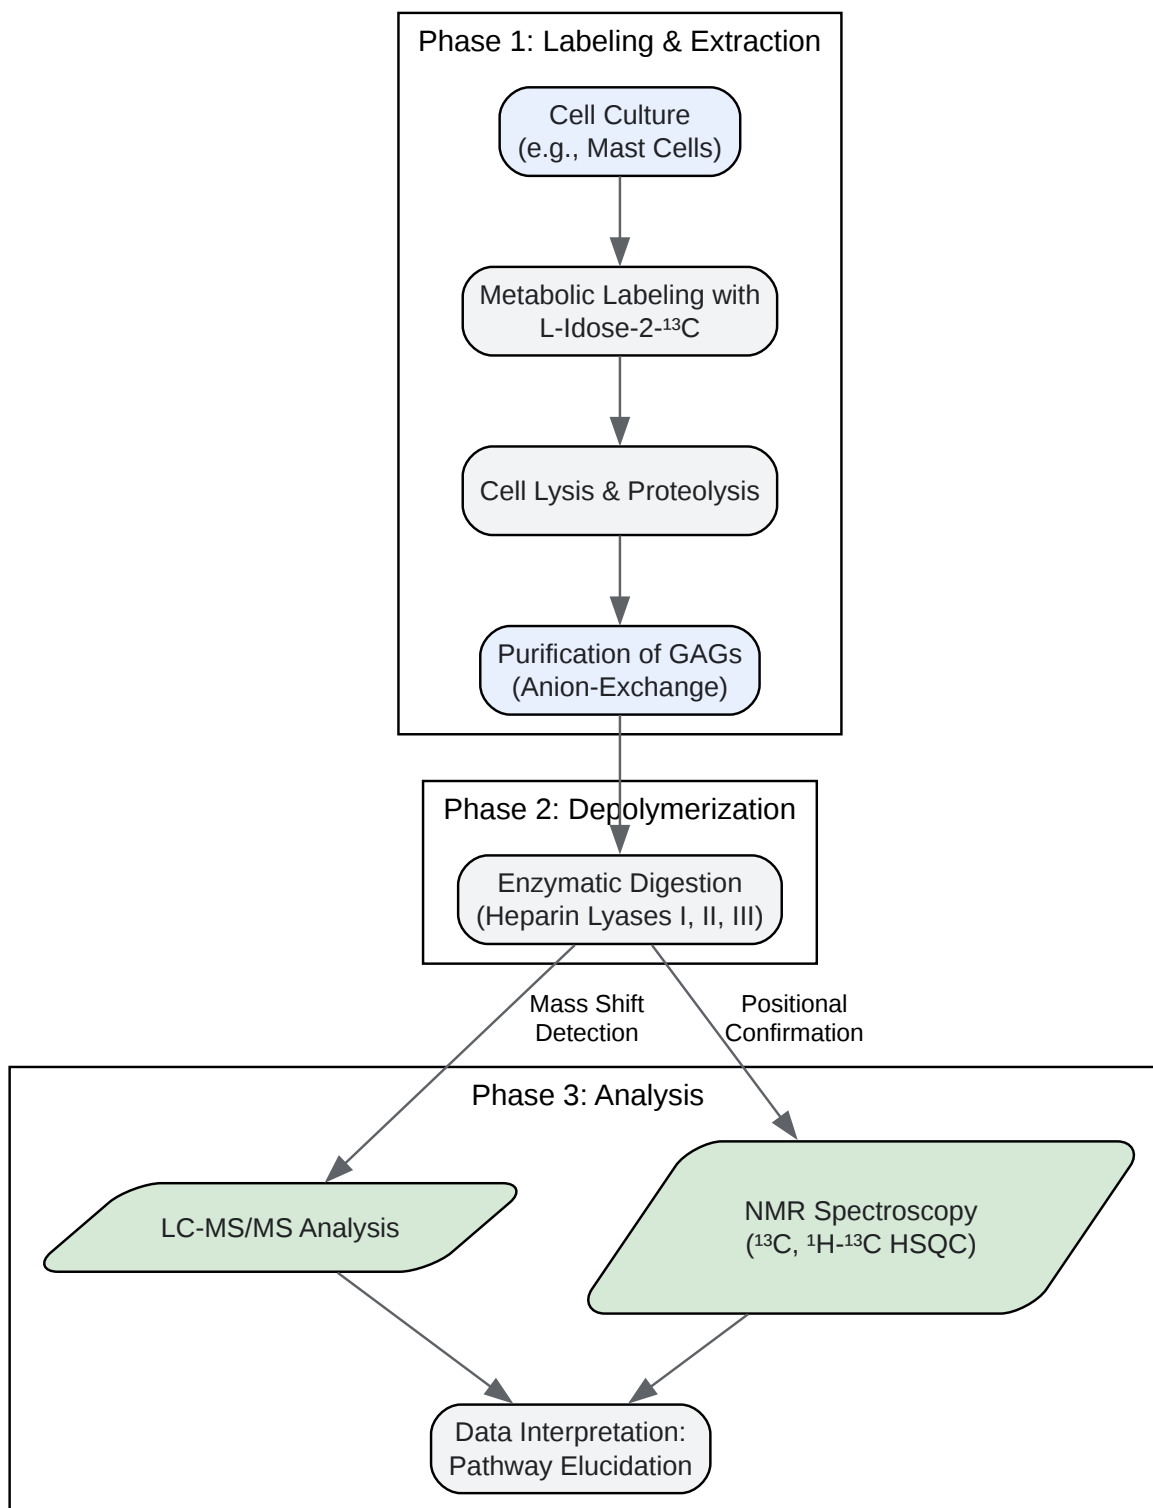 Phase 1: Labeling & Extraction
Cell Culture
(e.g., Mast Cells)
Metabolic Labeling with
L-Idose-2-¹³C
Cell Lysis & Proteolysis
Purification of GAGs
(Anion-Exchange)
Phase 2: Depolymerization
Enzymatic Digestion
(Heparin Lyases I, II, III)
Mass Shift
Detection
Positional
Confirmation
Phase 3: Analysis
LC-MS/MS Analysis
NMR Spectroscopy
(¹³C, ¹H-¹³C HSQC)
Data Interpretation:
Pathway Elucidation